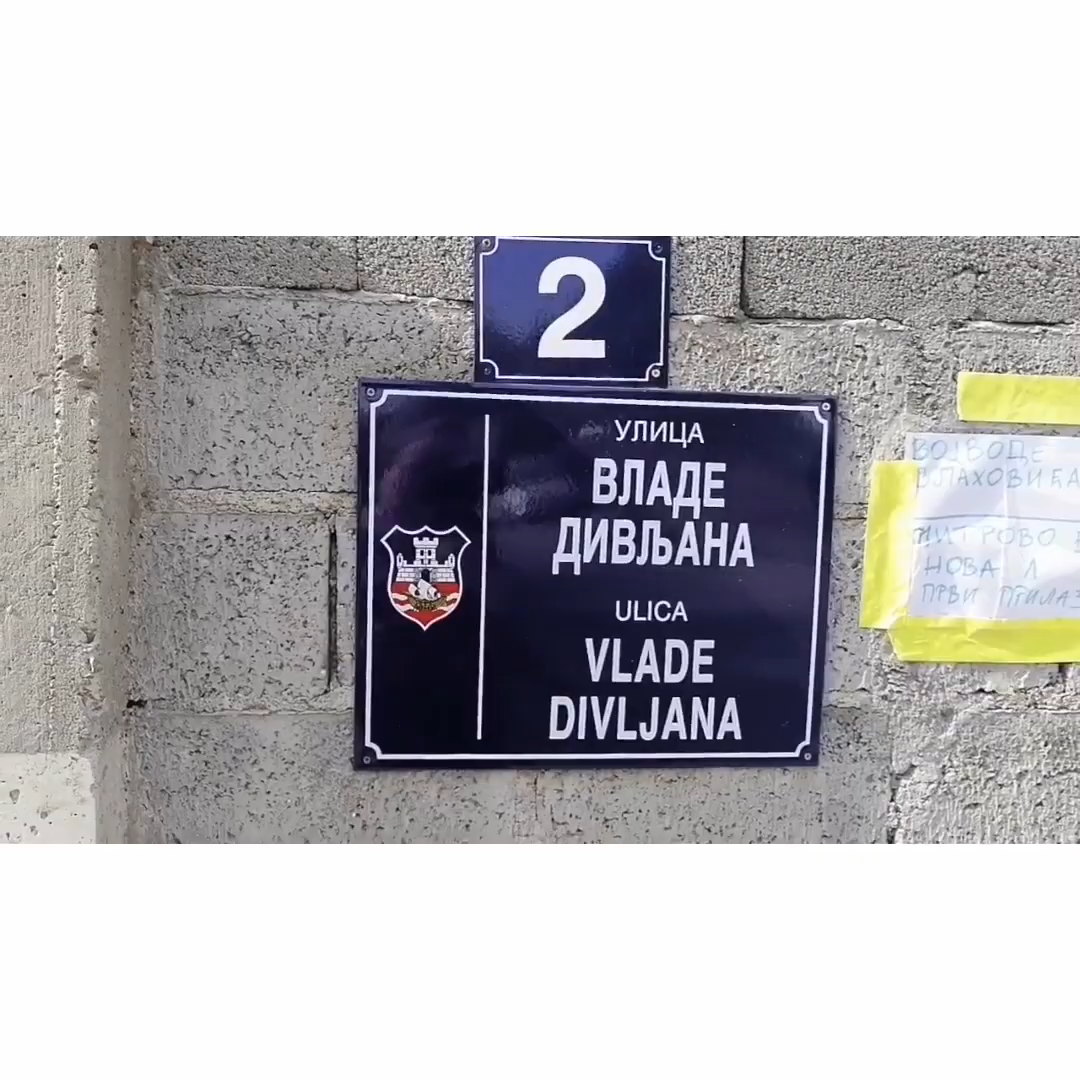 2
УЛИЦА
ВЛАДЕ
ДИВЉАНА
ULICA
VLADE
DIVLJANA
ВОЈВОДЕ
ВЛАХОВИЋА
МИТРОВО
НОВА Л
ПРВИ ПРИЛАЗ